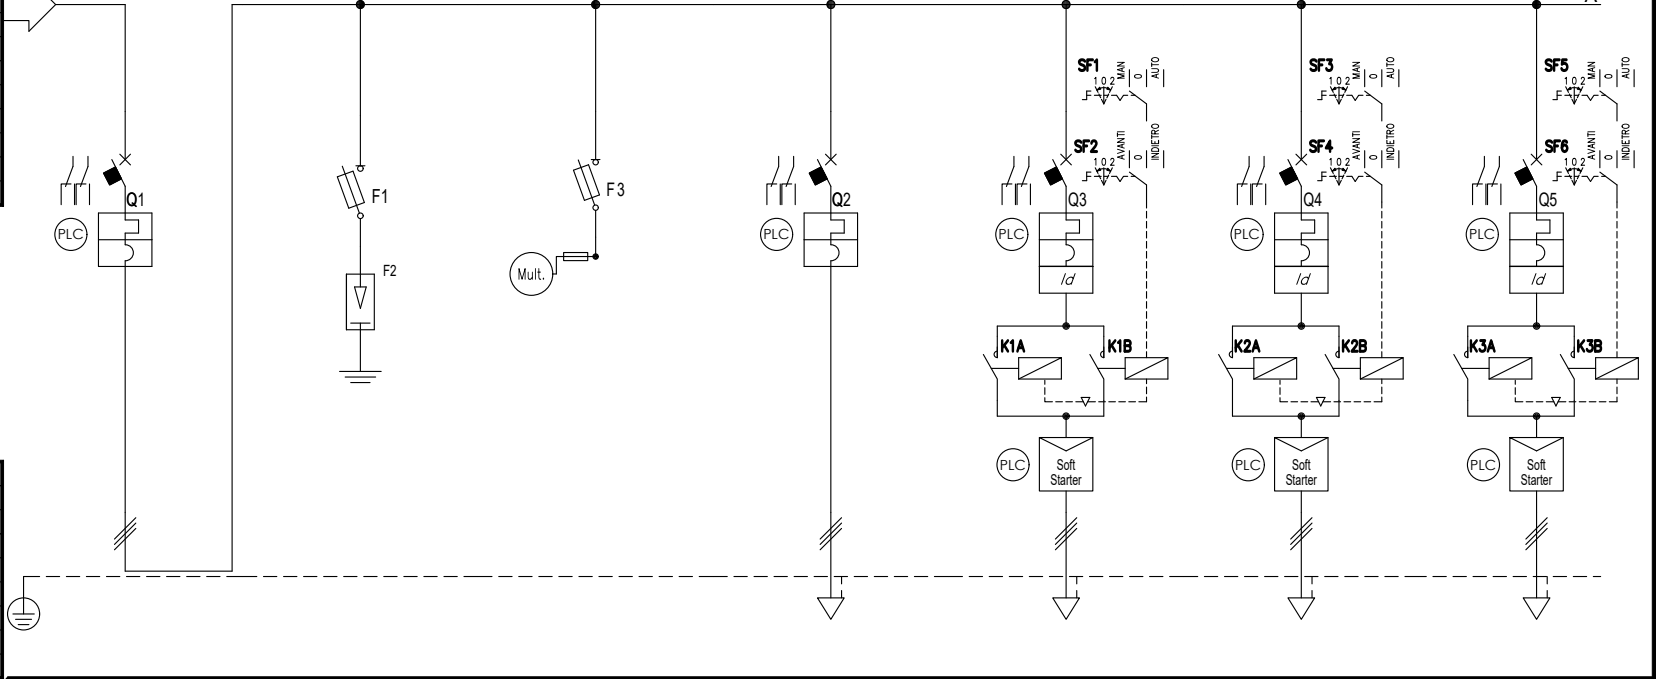 SF1
MAN
0
AUTO
1 0 2
SF3
MAN
0
AUTO
1 0 2
SF5
MAN
0
AUTO
1 0 2
SF2
AVANTI
0
INDIETRO
1 0 2
SF4
AVANTI
0
INDIETRO
1 0 2
SF6
AVANTI
0
INDIETRO
1 0 2
Q1
F1
F3
Q2
Q3
Q4
Q5
PLC
PLC
PLC
PLC
PLC
F2
Mult.
Id
Id
Id
K1A
K1B
K2A
K2B
K3A
K3B
PLC
Soft
Starter
PLC
Soft
Starter
PLC
Soft
Starter